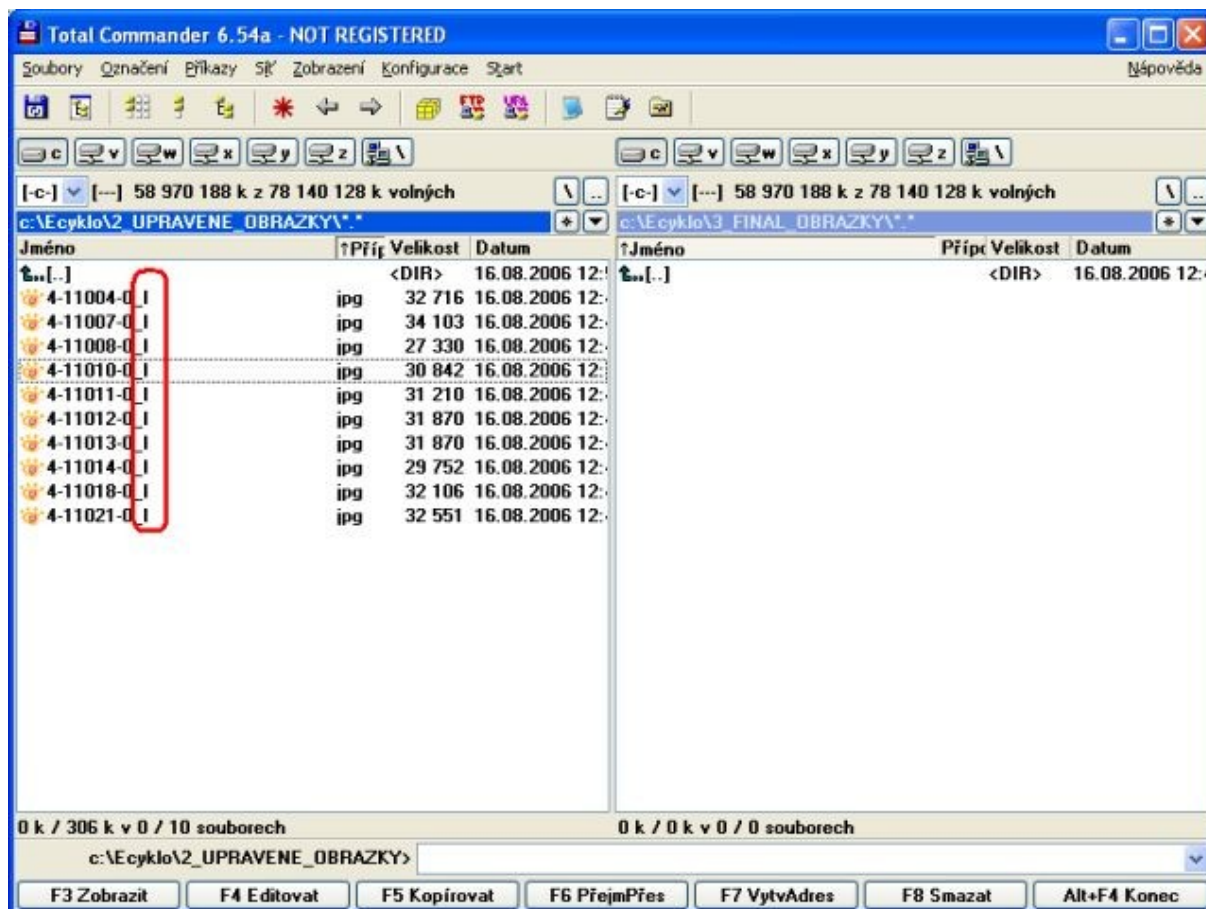 Total Commander 6.54a - NOT REGISTERED
Soubory Označení Příkazy Síť Zobrazení Konfigurace Start Nápověda
FTP
c v w x y z \ c v w x y z \
[-c-] [---] 58 970 188 k z 78 140 128 k volných \ .. [-c-] [---] 58 970 188 k z 78 140 128 k volných \ ..
c:\Ecyklo\2_UPRAVENE_OBRAZKY\*.* * c:\Ecyklo\3_FINAL_OBRAZKY\*.* *
Jméno ↑Příp Velikost Datum ↑Jméno Přípo Velikost Datum
[..] <DIR> 16.08.2006 12: [..] <DIR> 16.08.2006 12:
4-11004-0_I jpg 32 716 16.08.2006 12:
4-11007-0_I jpg 34 103 16.08.2006 12:
4-11008-0_I jpg 27 330 16.08.2006 12:
4-11010-0_I jpg 30 842 16.08.2006 12:
4-11011-0_I jpg 31 210 16.08.2006 12:
4-11012-0_I jpg 31 870 16.08.2006 12:
4-11013-0_I jpg 31 870 16.08.2006 12:
4-11014-0_I jpg 29 752 16.08.2006 12:
4-11018-0_I jpg 32 106 16.08.2006 12:
4-11021-0_I jpg 32 551 16.08.2006 12:
0 k / 306 k v 0 / 10 souborech 0 k / 0 k v 0 / 0 souborech
c:\Ecyklo\2_UPRAVENE_OBRAZKY>
F3 Zobrazit F4 Editovat F5 Kopírovat F6 PřejmPřes F7 VytvAdres F8 Smazat Alt+F4 Konec